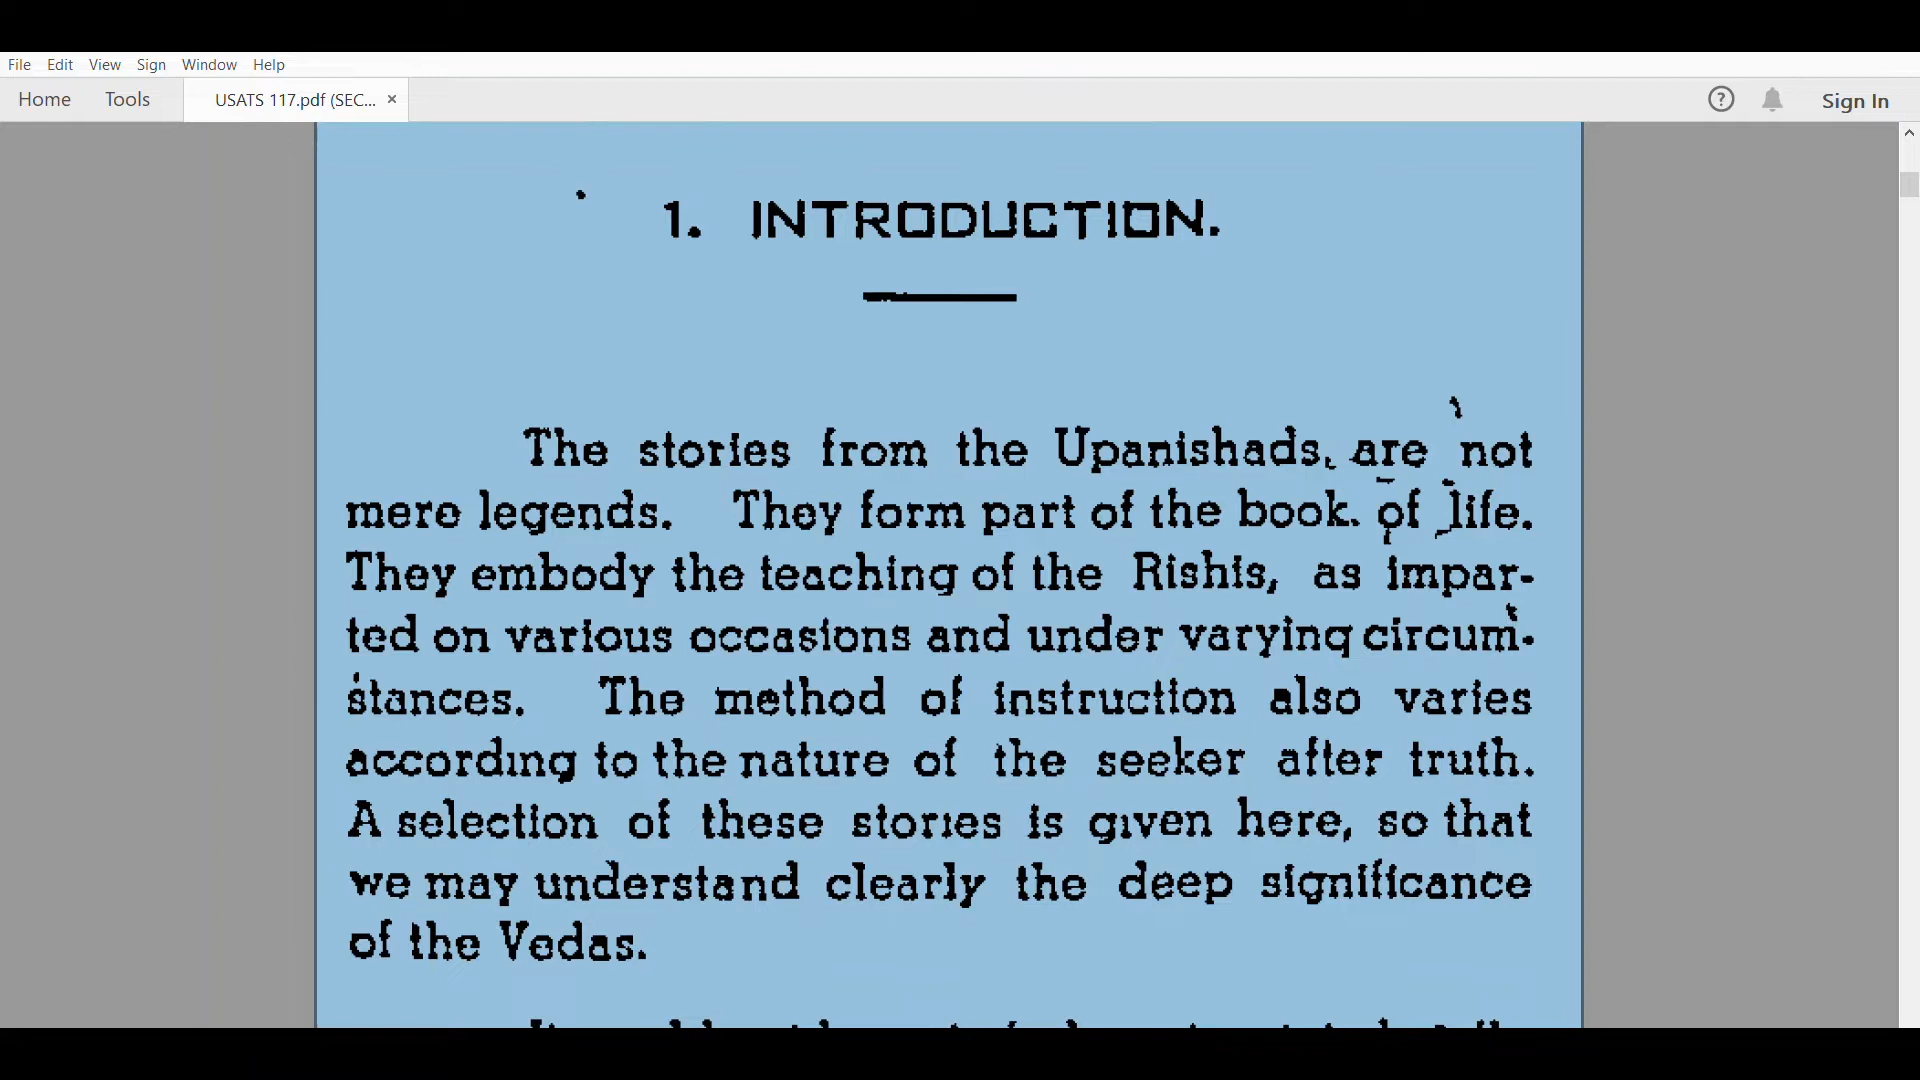 File Edit View Sign Window Help
Home Tools USATS 117.pdf (SEC... × ? Sign In
1. INTRODUCTION.
The stories from the Upanishads. are not
mere legends. They form part of the book. of life.
They embody the teaching of the Rishis, as impar-
ted on various occasions and under varying circum-
stances. The method of instruction also varies
according to the nature of the seeker after truth.
A selection of these stories is given here, so that
we may understand clearly the deep significance
of the Vedas.